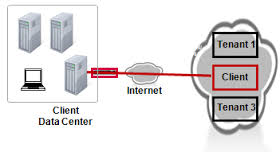 Tenant 1
Client
Internet
Tenant 3
Client
Data Center